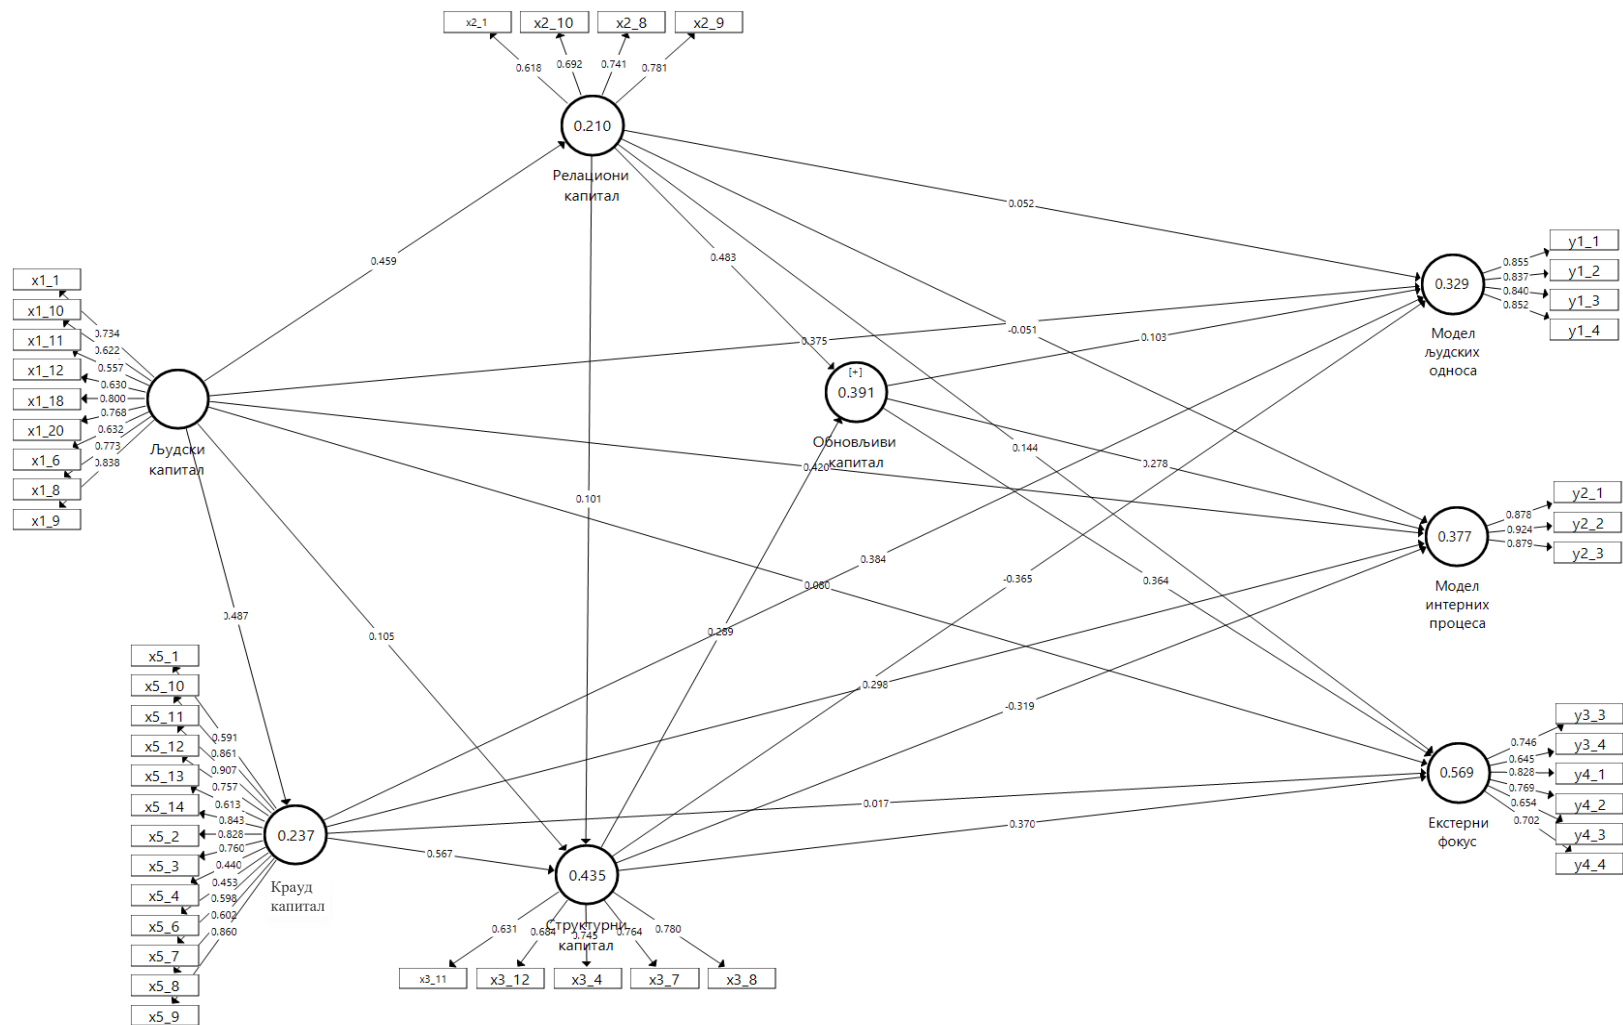 x2_1
x2_10
x2_8
x2_9
0.618
0.692
0.741
0.781
0.210
Релациони
капитал
0.459
0.483
0.052
-0.051
0.144
0.101
x1_1
x1_10
x1_11
x1_12
x1_18
x1_20
x1_6
x1_8
x1_9
0.734
0.622
0.557
0.630
0.800
0.768
0.632
0.773
0.838
Људски
капитал
0.375
0.420
0.080
0.105
0.487
[+]
0.391
Обновљиви
капитал
0.103
0.278
0.364
0.289
0.329
Модел
људских
односа
0.855
0.837
0.840
0.852
y1_1
y1_2
y1_3
y1_4
0.377
Модел
интерних
процеса
0.878
0.924
0.879
y2_1
y2_2
y2_3
0.569
Екстерни
фокус
0.746
0.645
0.828
0.769
0.654
0.702
y3_3
y3_4
y4_1
y4_2
y4_3
y4_4
x5_1
x5_10
x5_11
x5_12
x5_13
x5_14
x5_2
x5_3
x5_4
x5_6
x5_7
x5_8
x5_9
0.591
0.861
0.907
0.757
0.613
0.843
0.828
0.760
0.440
0.453
0.598
0.602
0.860
0.237
Крауд
капитал
0.384
0.298
0.017
0.567
0.435
Структурни
капитал
-0.365
-0.319
0.370
0.631
0.684
0.745
0.764
0.780
x3_11
x3_12
x3_4
x3_7
x3_8